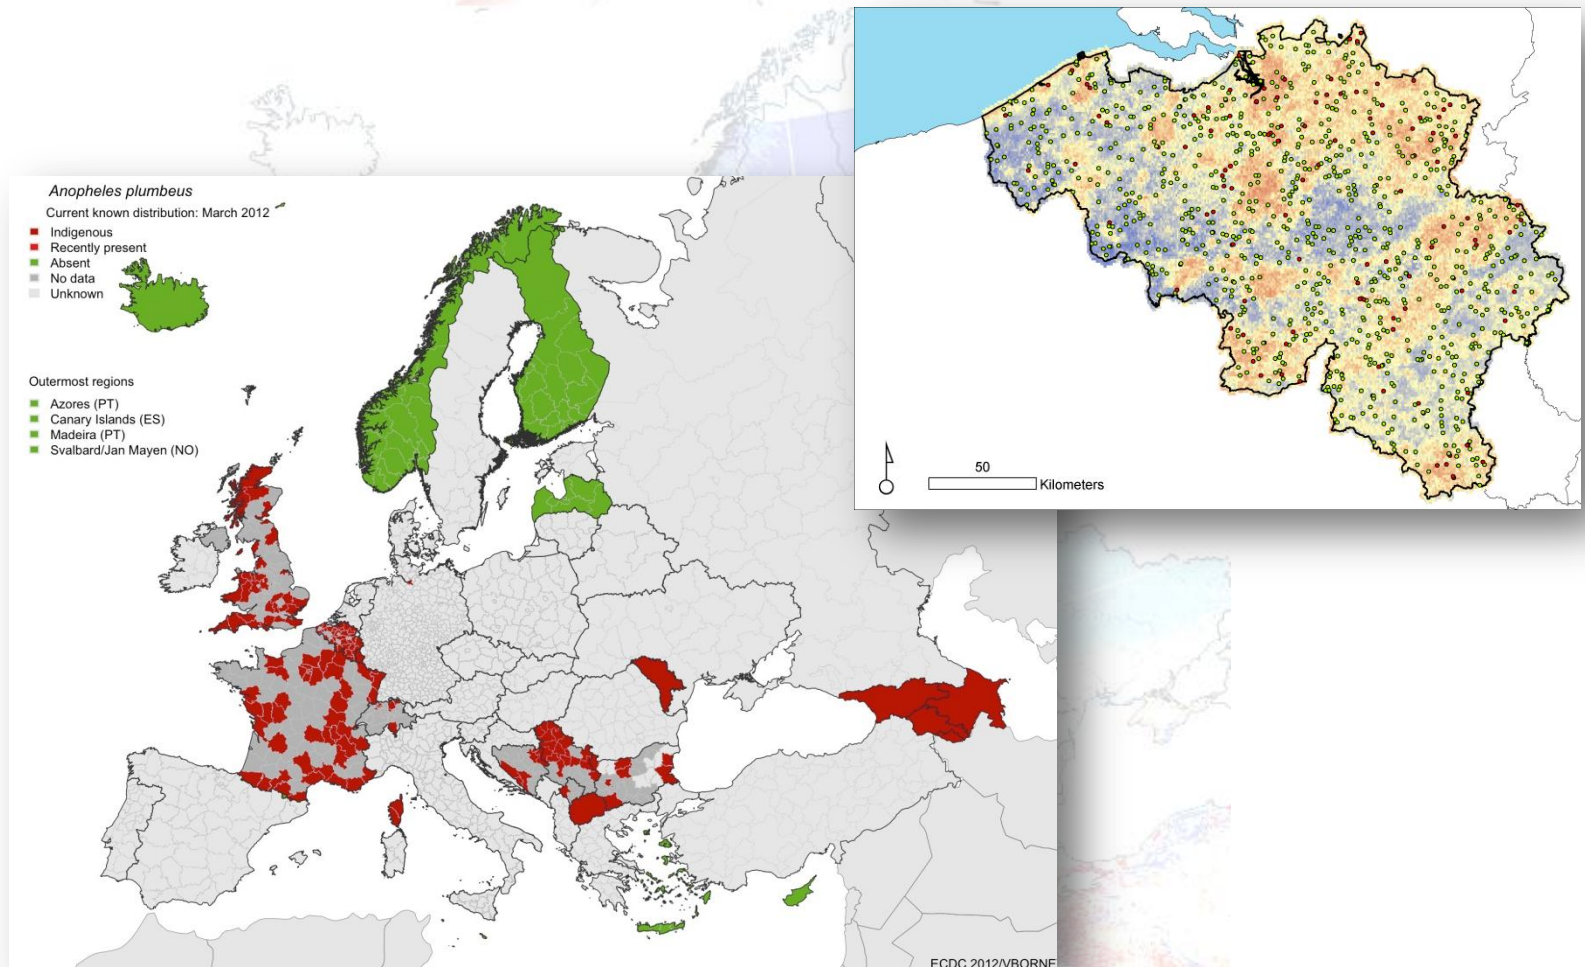 Anopheles plumbeus
Current known distribution: March 2012
Indigenous
Recently present
Absent
No data
Unknown
Outermost regions
Azores (PT)
Canary Islands (ES)
Madeira (PT)
Svalbard/Jan Mayen (NO)
50
Kilometers
ECDC 2012/VBORNE